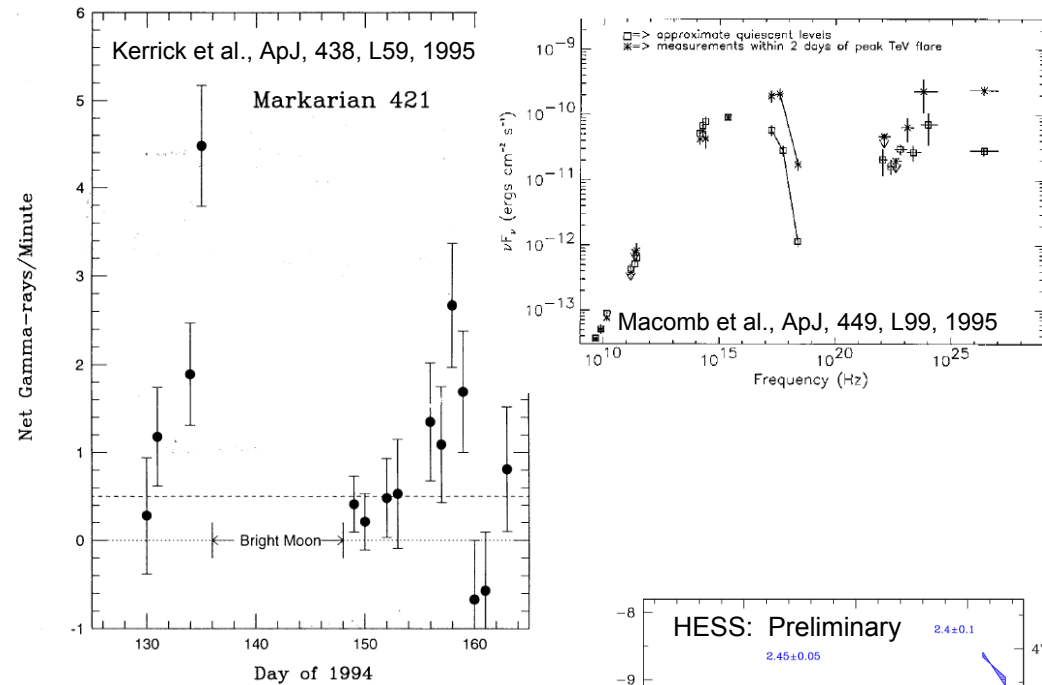 6
5
4
3
2
1
0
-1
Net Gamma-rays/Minute
Kerrick et al., ApJ, 438, L59, 1995
Markarian 421
Bright Moon
130
140
150
160
Day of 1994
=> approximate quiescent levels
=> measurements within 2 days of peak TeV flare
10⁻⁹
10⁻¹⁰
10⁻¹¹
10⁻¹²
10⁻¹³
νFᵥ (ergs cm⁻² s⁻¹)
Macomb et al., ApJ, 449, L99, 1995
10¹⁰
10¹⁵
10²⁰
10²⁵
Frequency (Hz)
-8
-9
HESS: Preliminary
2.4±0.1
2.45±0.05